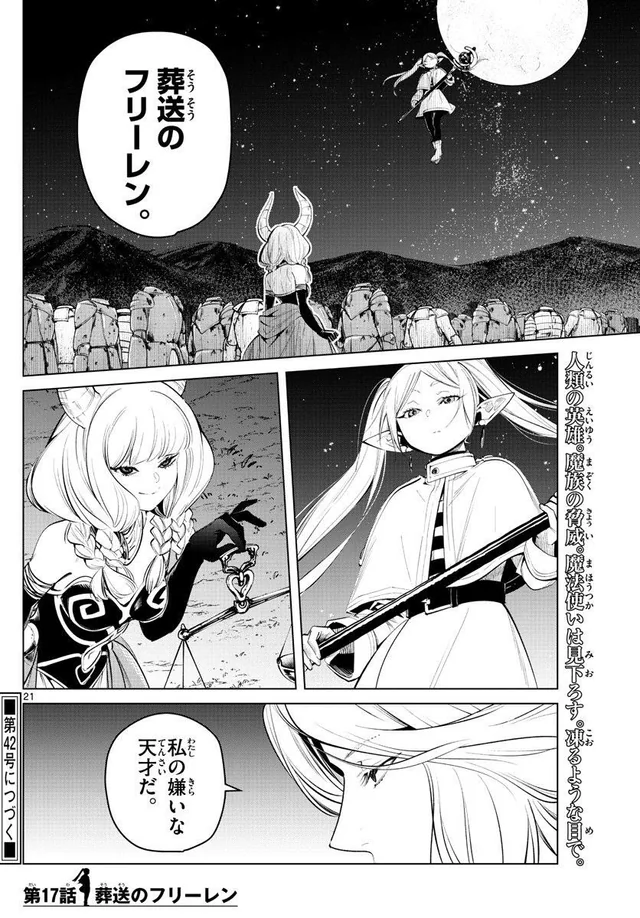 葬送の
フリーレン。
人類の英雄。魔族の脅威。魔法使いは見下ろす。凍るような目で。
21
私の嫌いな
天才だ。
■第42号につづく■
第17話 葬送のフリーレン